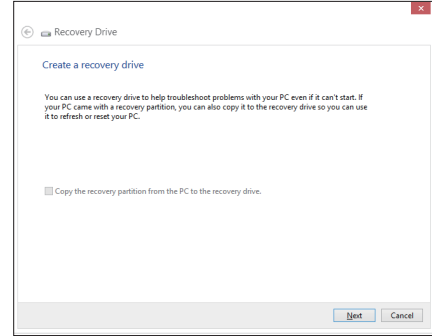 Recovery Drive
Create a recovery drive
You can use a recovery drive to help troubleshoot problems with your PC even if it can't start. If
your PC came with a recovery partition, you can also copy it to the recovery drive so you can use
it to refresh or reset your PC.
Copy the recovery partition from the PC to the recovery drive.
Next Cancel